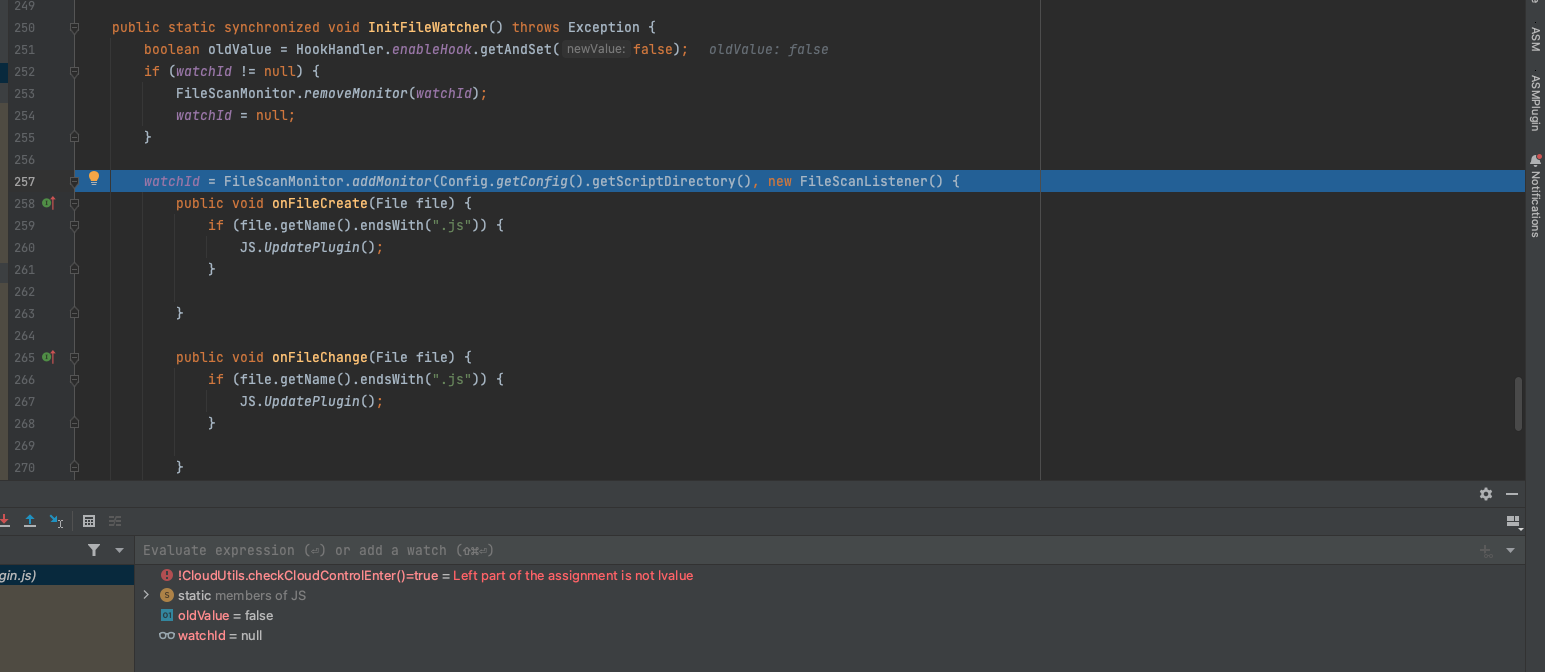 249
250 public static synchronized void InitFileWatcher() throws Exception {
251 boolean oldValue = HookHandler.enableHook.getAndSet( newValue: false); oldValue: false
252 if (watchId != null) {
253 FileScanMonitor.removeMonitor(watchId);
254 watchId = null;
255 }
256
257 watchId = FileScanMonitor.addMonitor(Config.getConfig().getScriptDirectory(), new FileScanListener() {
258 public void onFileCreate(File file) {
259 if (file.getName().endsWith(".js")) {
260 JS.UpdatePlugin();
261 }
262
263 }
264
265 public void onFileChange(File file) {
266 if (file.getName().endsWith(".js")) {
267 JS.UpdatePlugin();
268 }
269
270 }
ASM
ASMPlugin
Notifications
Evaluate expression (⏎) or add a watch (⇧⌘⏎)
gin.js)
!CloudUtils.checkCloudControlEnter()=true = Left part of the assignment is not lvalue
static members of JS
oldValue = false
watchId = null